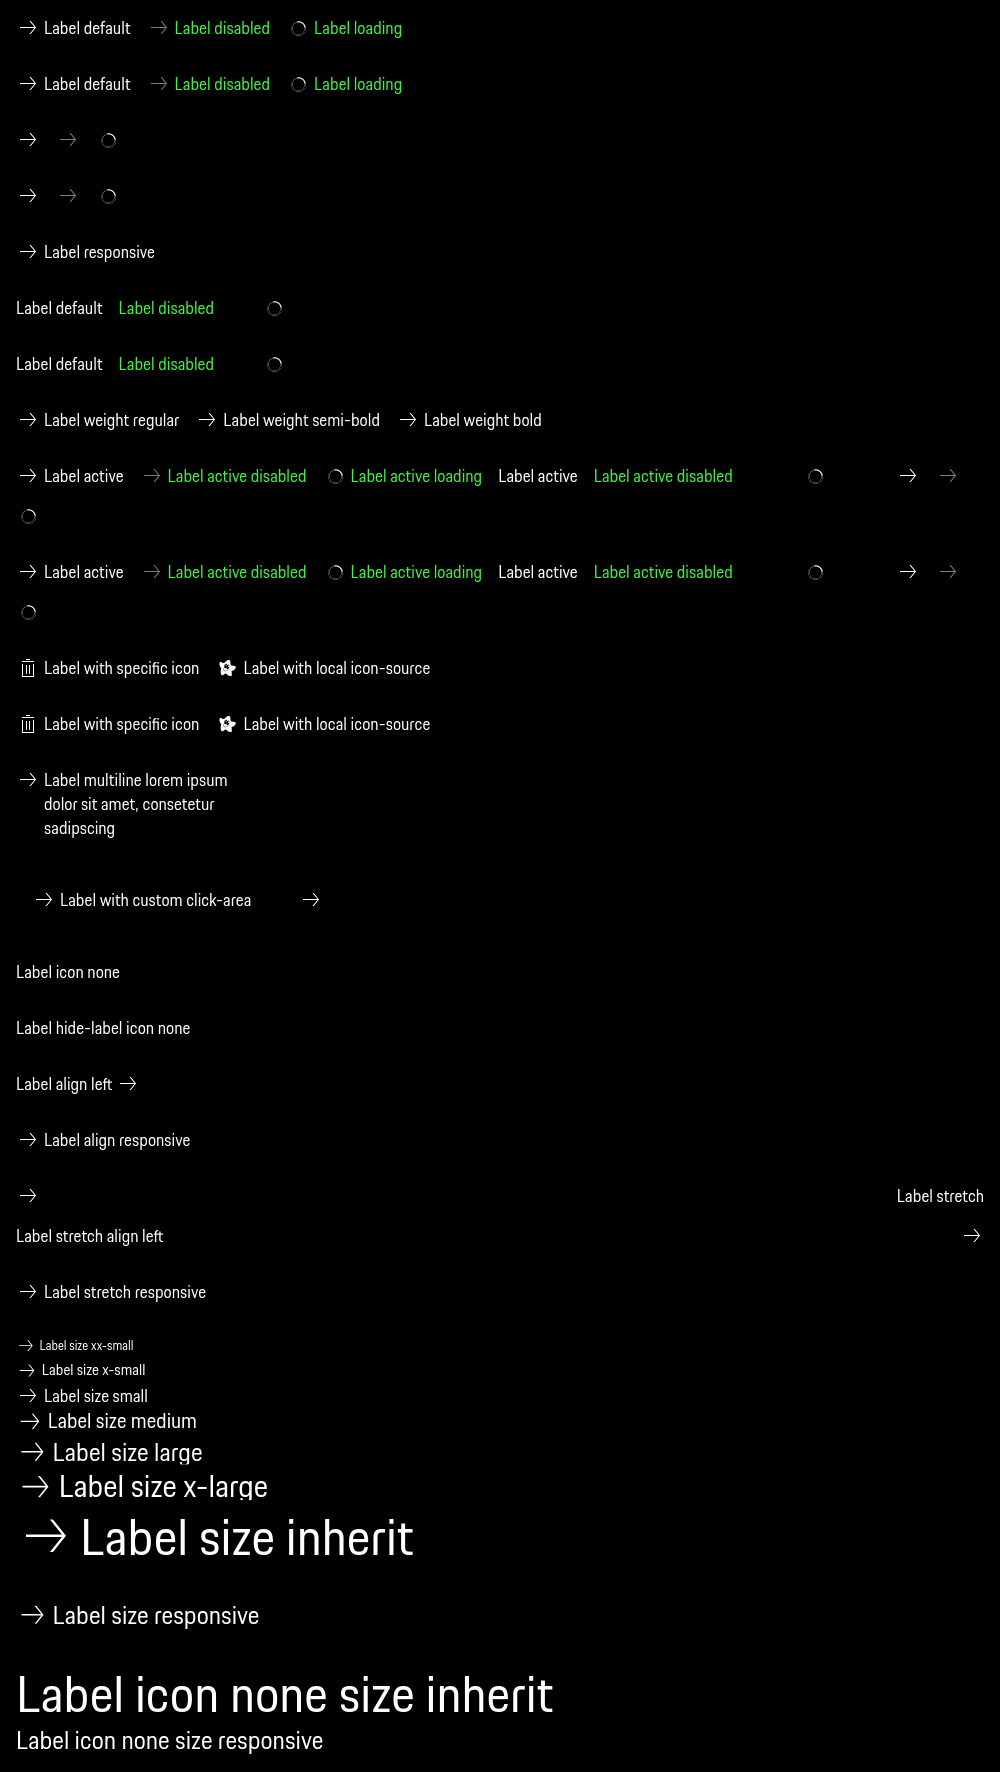 Label default Label disabled Label loading
Label default Label disabled Label loading
Label responsive
Label default Label disabled
Label default Label disabled
Label weight regular Label weight semi-bold Label weight bold
Label active Label active disabled Label active loading Label active Label active disabled
Label active Label active disabled Label active loading Label active Label active disabled
Label with specific icon Label with local icon-source
Label with specific icon Label with local icon-source
Label multiline lorem ipsum
dolor sit amet, consetetur
sadipscing
Label with custom click-area
Label icon none
Label hide-label icon none
Label align left
Label align responsive
Label stretch
Label stretch align left
Label stretch responsive
Label size xx-small
Label size x-small
Label size small
Label size medium
Label size large
Label size x-large
Label size inherit
Label size responsive
Label icon none size inherit
Label icon none size responsive